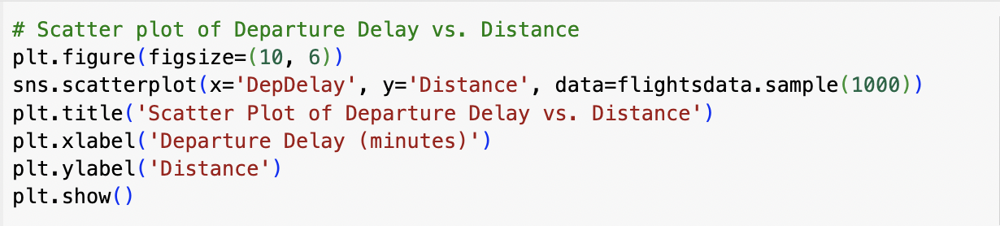 # Scatter plot of Departure Delay vs. Distance
plt.figure(figsize=(10, 6))
sns.scatterplot(x='DepDelay', y='Distance', data=flightsdata.sample(1000))
plt.title('Scatter Plot of Departure Delay vs. Distance')
plt.xlabel('Departure Delay (minutes)')
plt.ylabel('Distance')
plt.show()